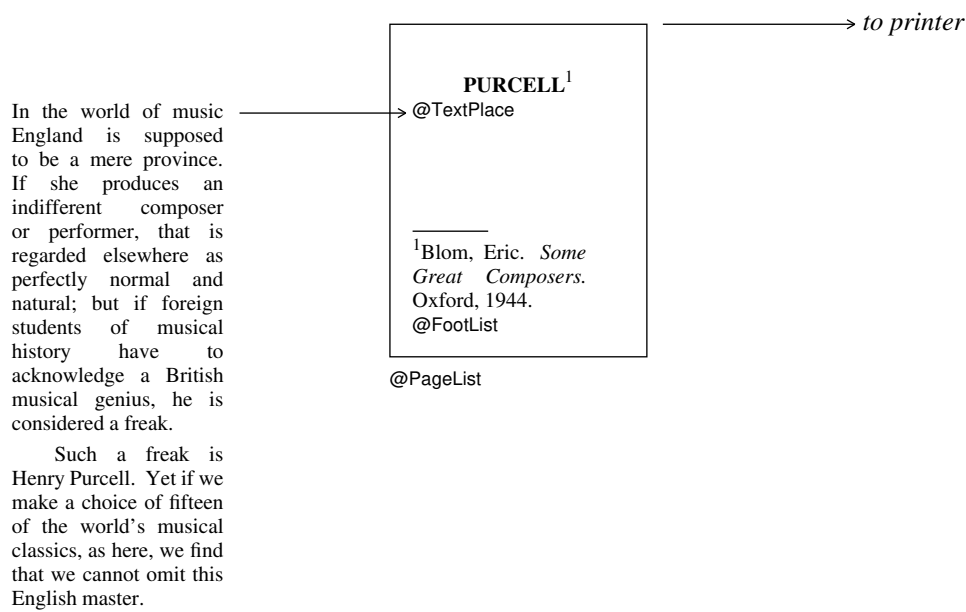 to printer
PURCELL1
@TextPlace
In the world of music
England is supposed
to be a mere province.
If she produces an
indifferent composer
or performer, that is
regarded elsewhere as
perfectly normal and
natural; but if foreign
students of musical
history have to
acknowledge a British
musical genius, he is
considered a freak.
Such a freak is
Henry Purcell. Yet if we
make a choice of fifteen
of the world's musical
classics, as here, we find
that we cannot omit this
English master.
1Blom, Eric. Some
Great Composers.
Oxford, 1944.
@FootList
@PageList